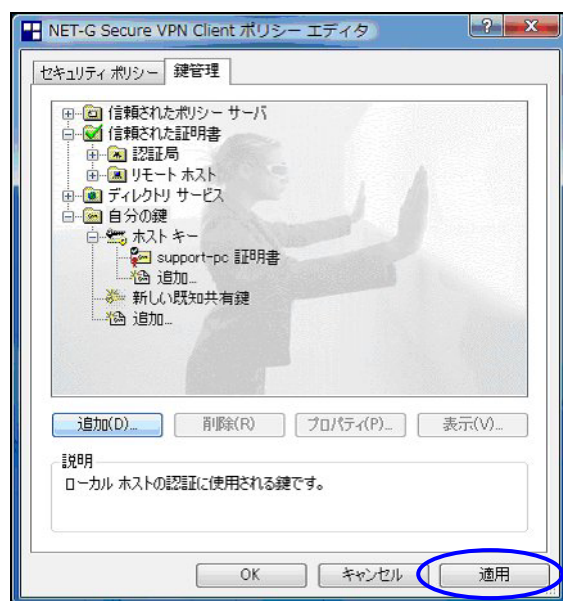 NET-G Secure VPN Client ポリシー エディタ
セキュリティ ポリシー 鍵管理
信頼されたポリシー サーバ
信頼された証明書
認証局
リモート ホスト
ディレクトリ サービス
自分の鍵
ホスト キー
support-pc 証明書
追加...
新しい既知共有鍵
追加...
追加(D)... 削除(R) プロパティ(P)... 表示(V)...
説明
ローカル ホストの認証に使用される鍵です。
OK キャンセル 適用